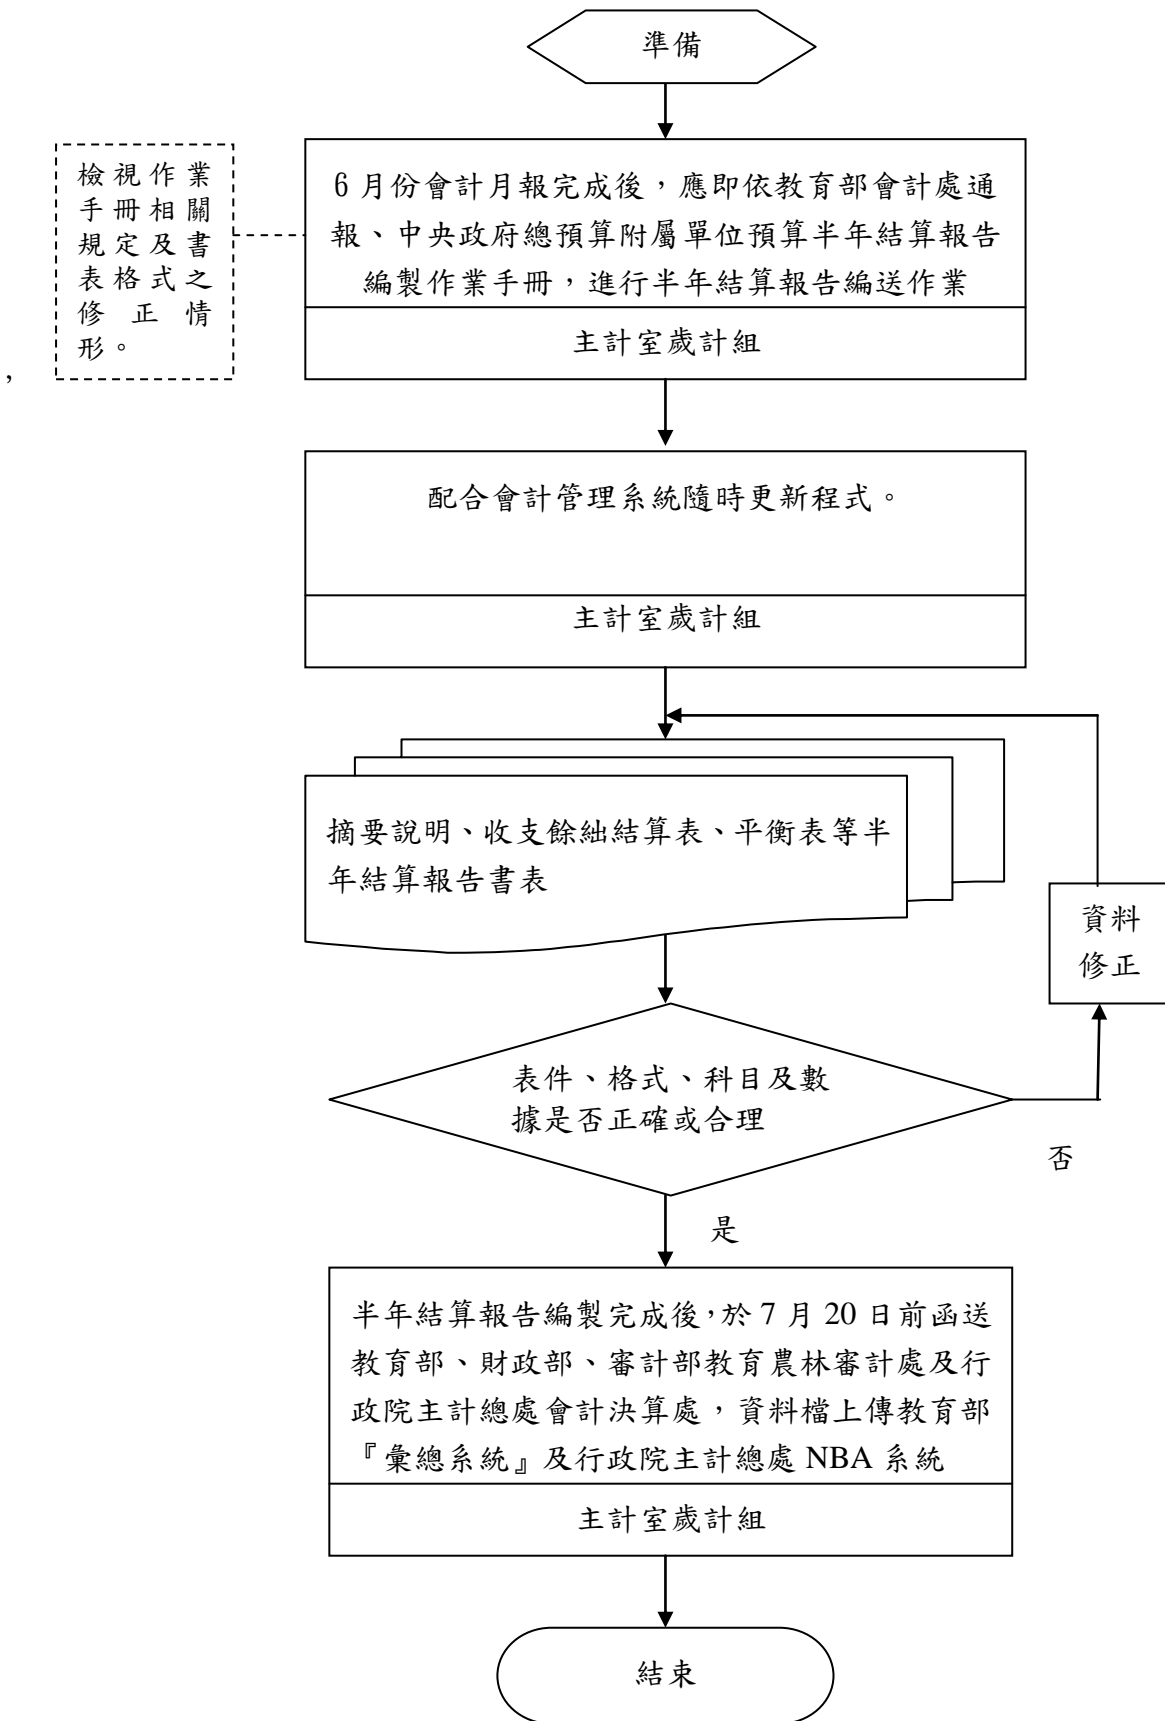 準備
檢視作業
手冊相關
規定及書
表格式之
修正情
形。
6 月份會計月報完成後，應即依教育部會計處通
報、中央政府總預算附屬單位預算半年結算報告
編製作業手冊，進行半年結算報告編送作業
主計室歲計組
，
配合會計管理系統隨時更新程式。
主計室歲計組
摘要說明、收支餘絀結算表、平衡表等半
年結算報告書表
資料
修正
表件、格式、科目及數
據是否正確或合理
否
是
半年結算報告編製完成後，於 7 月 20 日前函送
教育部、財政部、審計部教育農林審計處及行
政院主計總處會計決算處，資料檔上傳教育部
『彙總系統』及行政院主計總處 NBA 系統
主計室歲計組
結束